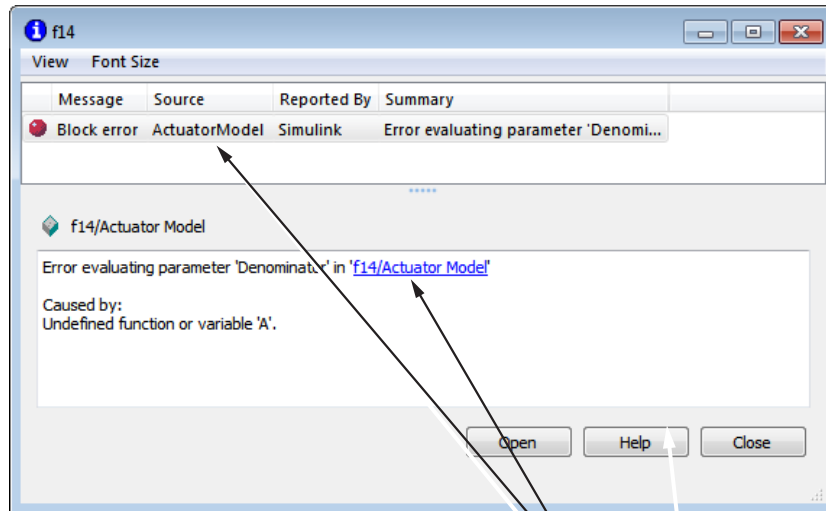 f14
View Font Size
Message Source Reported By Summary
Block error ActuatorModel Simulink Error evaluating parameter 'Denomi...
f14/Actuator Model
Error evaluating parameter 'Denominator' in 'f14/Actuator Model'
Caused by:
Undefined function or variable 'A'.
Open Help Close